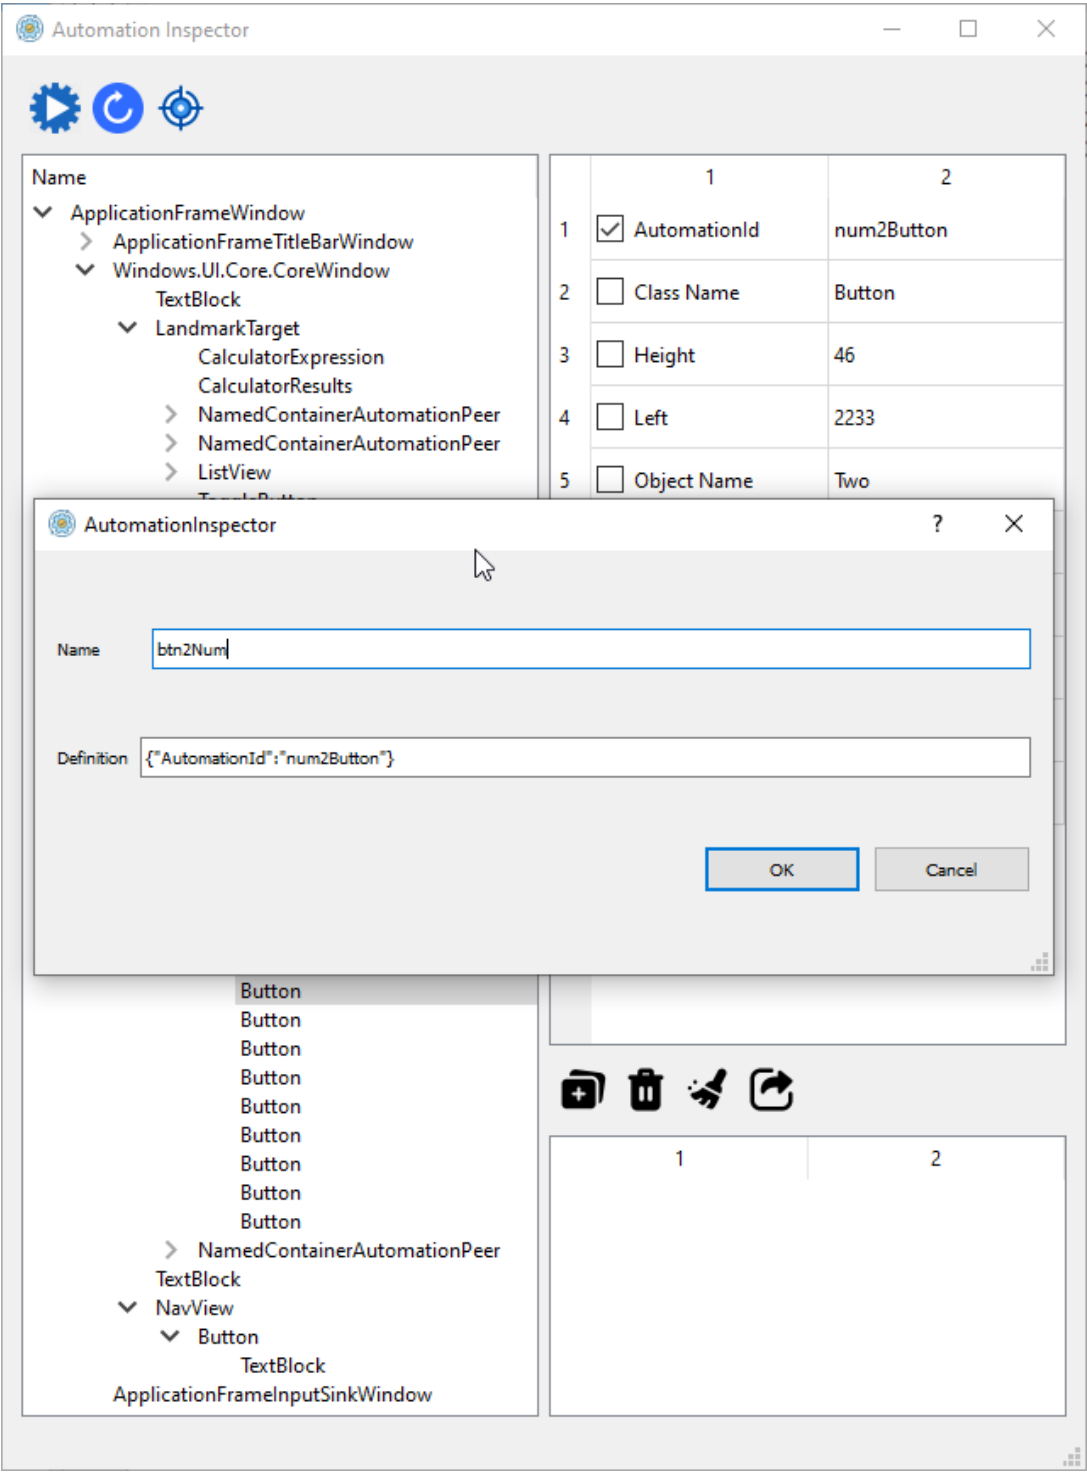 Automation Inspector
Name
ApplicationFrameWindow
ApplicationFrameTitleBarWindow
Windows.UI.Core.CoreWindow
TextBlock
LandmarkTarget
CalculatorExpression
CalculatorResults
NamedContainerAutomationPeer
NamedContainerAutomationPeer
ListView
1 2
1 AutomationId num2Button
2 Class Name Button
3 Height 46
4 Left 2233
5 Object Name Two
AutomationInspector ?
Name btn2Num
Definition {"AutomationId":"num2Button"}
OK Cancel
Button
Button
Button
Button
Button
Button
Button
Button
Button
NamedContainerAutomationPeer
TextBlock
NavView
Button
TextBlock
ApplicationFrameInputSinkWindow
1 2